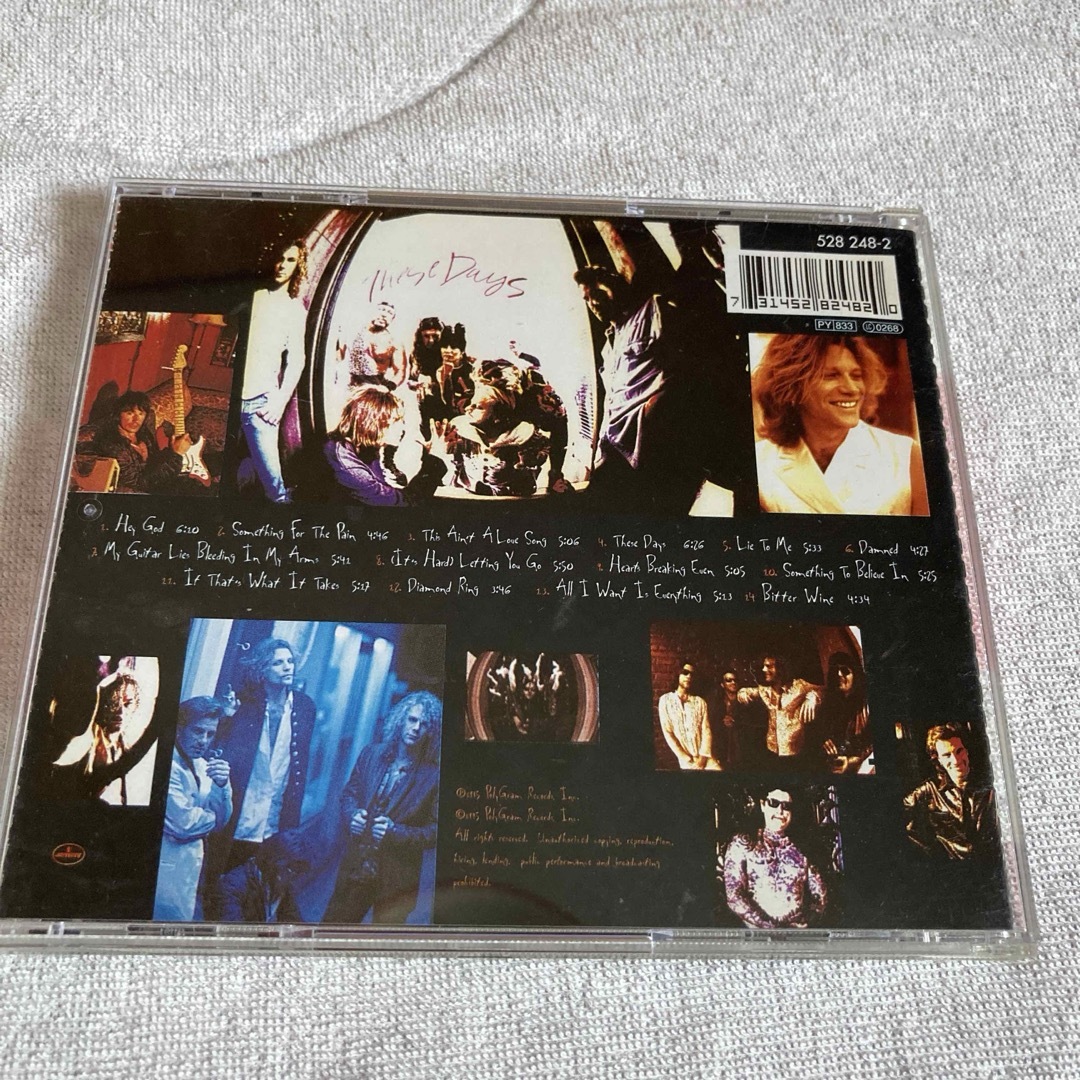 528 248-2
These Days
7 31452 82482 0
PY 833 LC 0268
1. Hey God 6:10 2. Something For The Pain 4:46 3. This Ain't A Love Song 5:06 4. These Days 6:26 5. Lie To Me 5:33 6. Damned 4:27
7. My Guitar Lies Bleeding In My Arms 5:41 8. (It's Hard) Letting You Go 5:50 9. Hearts Breaking Even 5:05 10. Something To Believe In 5:25
11. If That's What It Takes 5:17 12. Diamond Ring 3:46 13. All I Want Is Everything 5:13 14 Bitter Wine 4:34
℗1995 PolyGram Records Inc.
©1995 PolyGram Records Inc.
All rights reserved. Unauthorised copying, reproduction,
hiring, lending, public performance and broadcasting
prohibited.
mercury